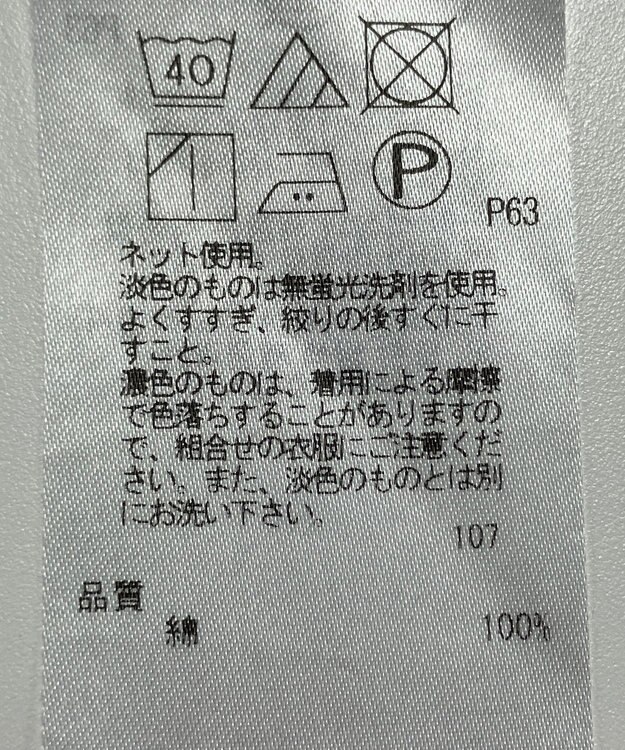 40
P
P63
ネット使用。
淡色のものは無蛍光洗剤を使用。
よくすすぎ、絞りの後すぐに干
すこと。
濃色のものは、着用による摩擦
で色落ちすることがありますの
で、組合せの衣服にご注意くだ
さい。また、淡色のものとは別
にお洗い下さい。
107
品質
綿 100%